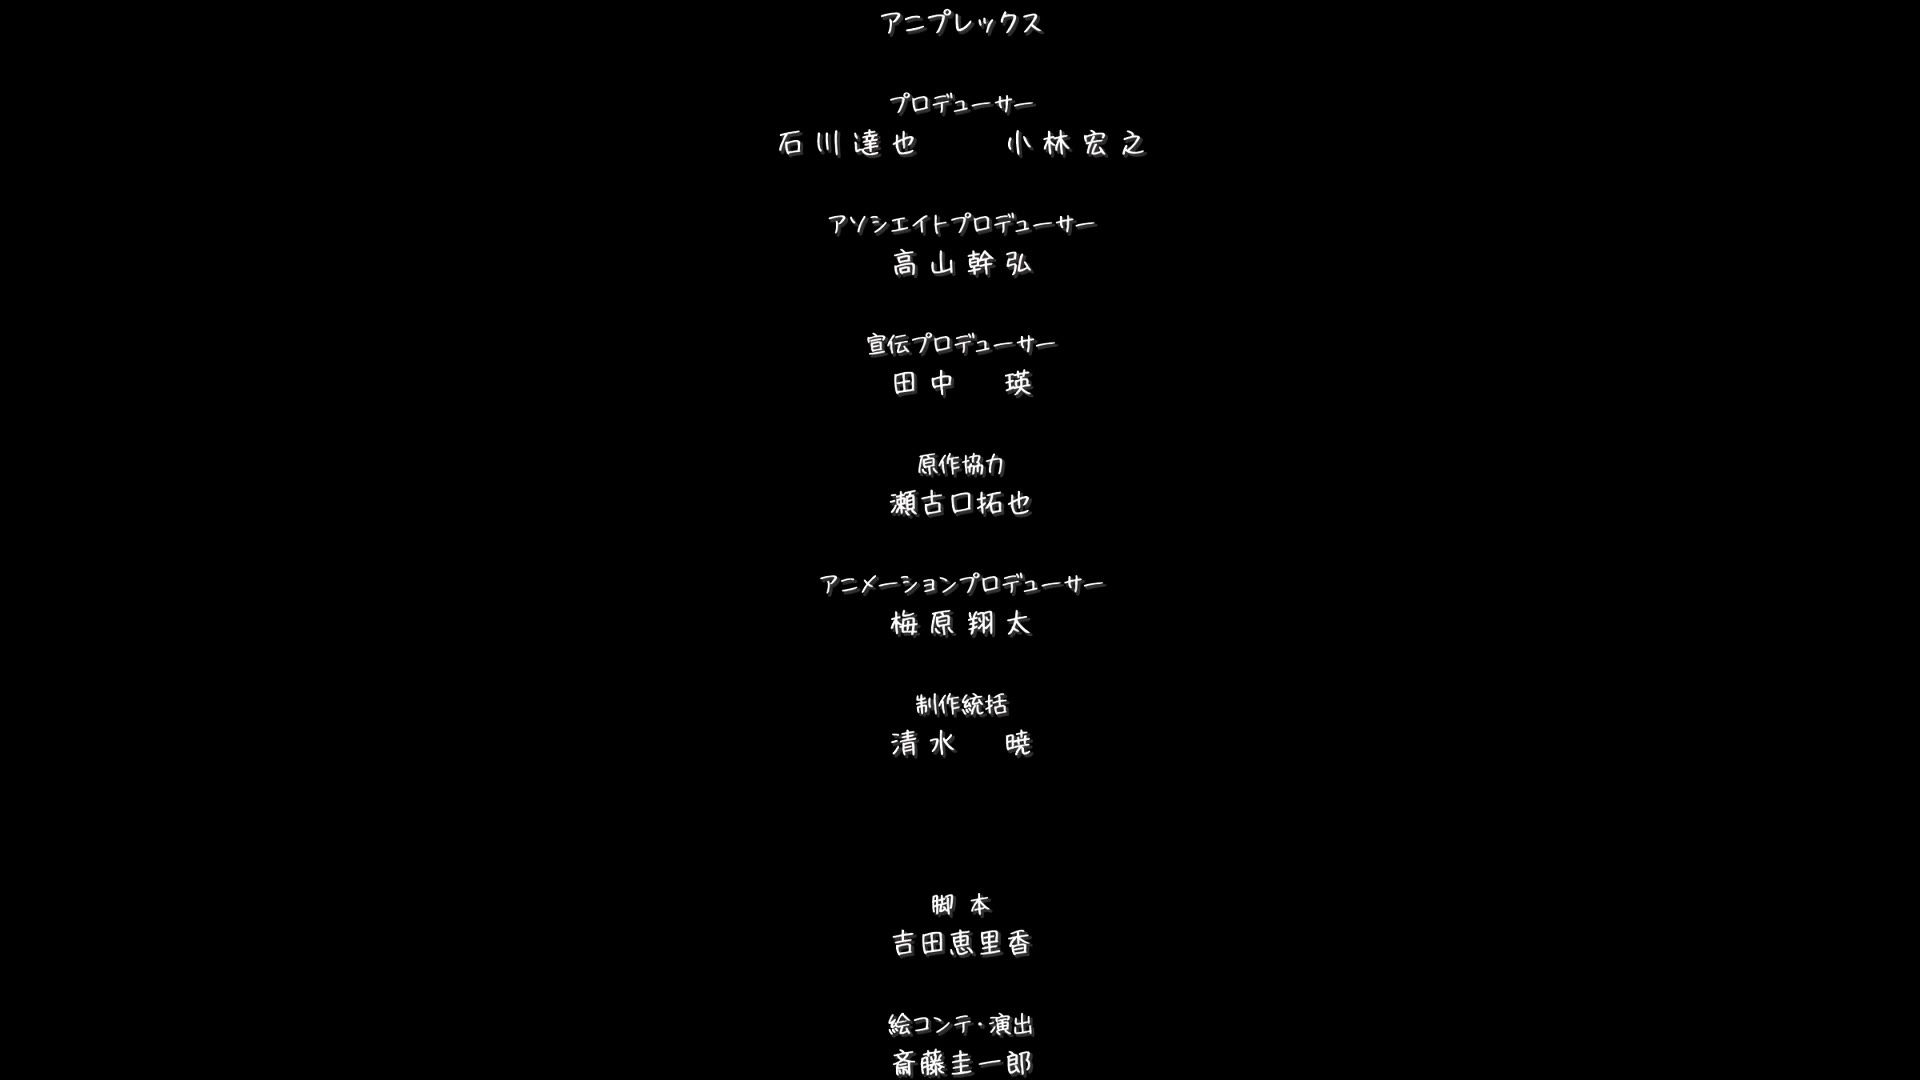 アニプレックス
プロデューサー
石川達也　小林宏之
アソシエイトプロデューサー
高山幹弘
宣伝プロデューサー
田中　瑛
原作協力
瀬古口拓也
アニメーションプロデューサー
梅原翔太
制作統括
清水　暁
脚本
吉田恵里香
絵コンテ・演出
斎藤圭一郎